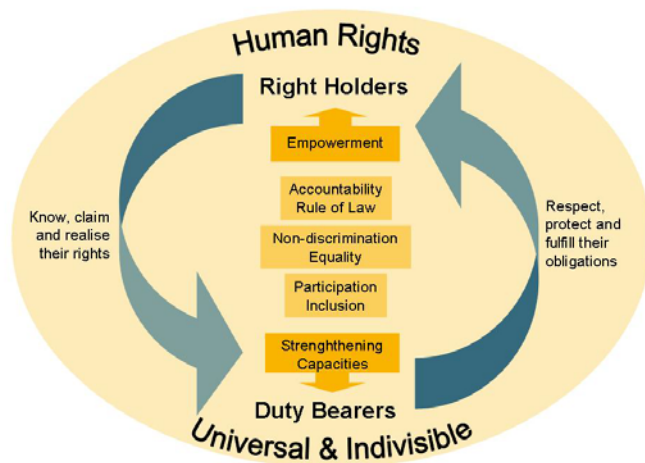 Human Rights
Right Holders
Empowerment
Accountability
Rule of Law
Non-discrimination
Equality
Participation
Inclusion
Strenghthening
Capacities
Duty Bearers
Universal & Indivisible
Know, claim
and realise
their rights
Respect,
protect and
fulfill their
obligations